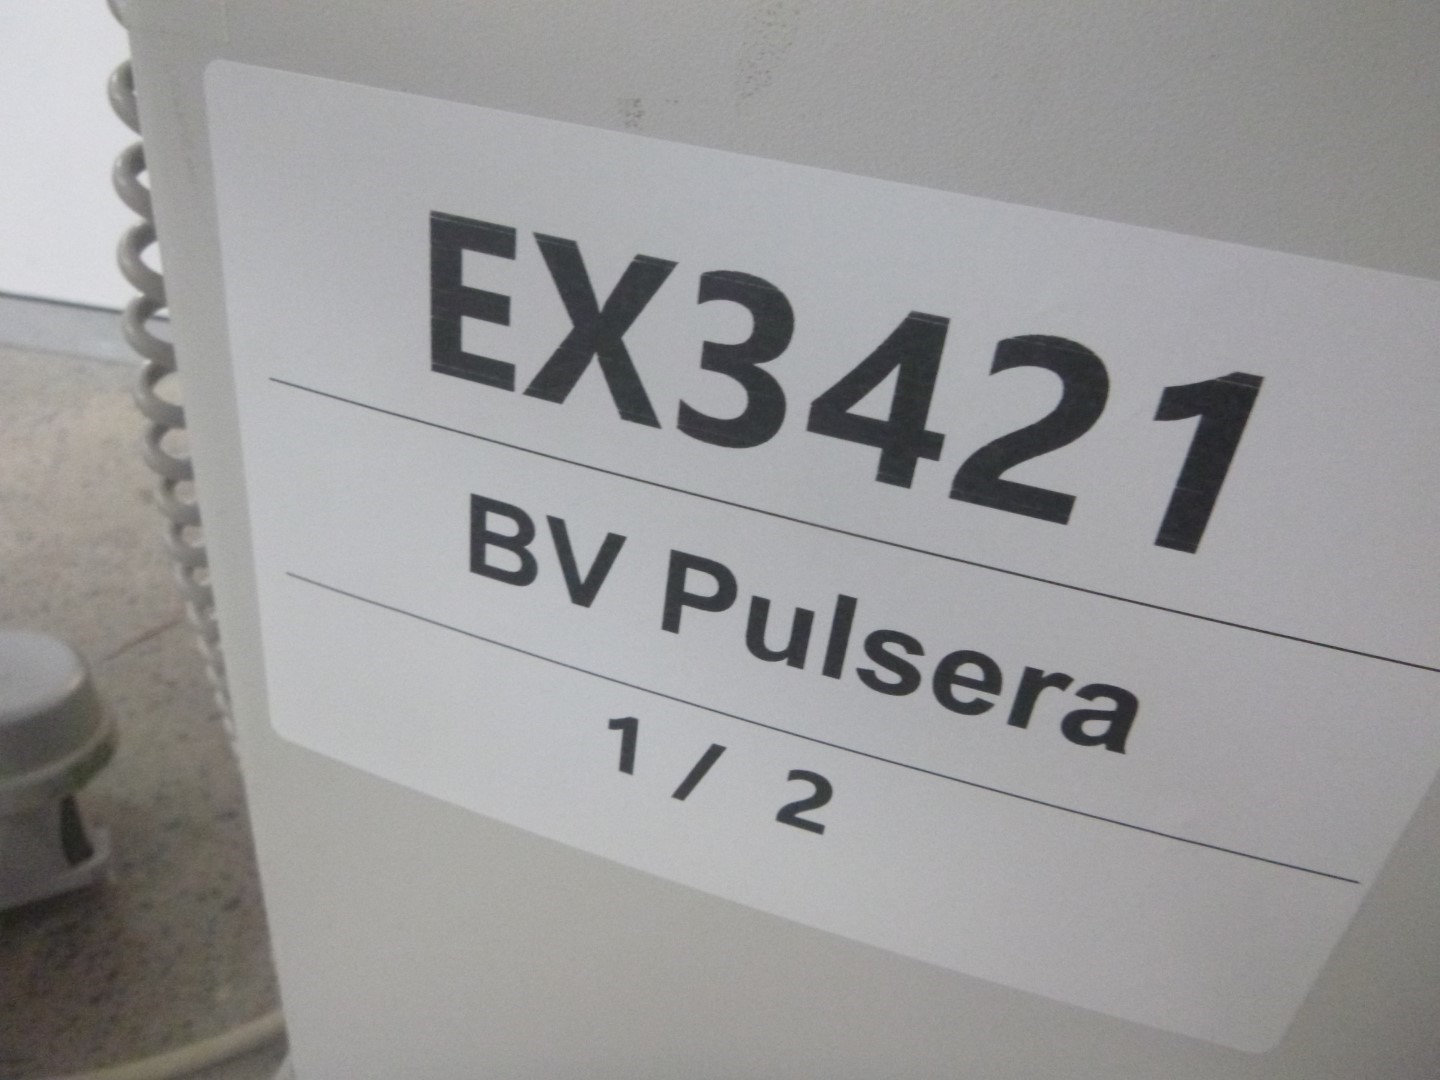 EX3421
BV Pulsera
1 / 2